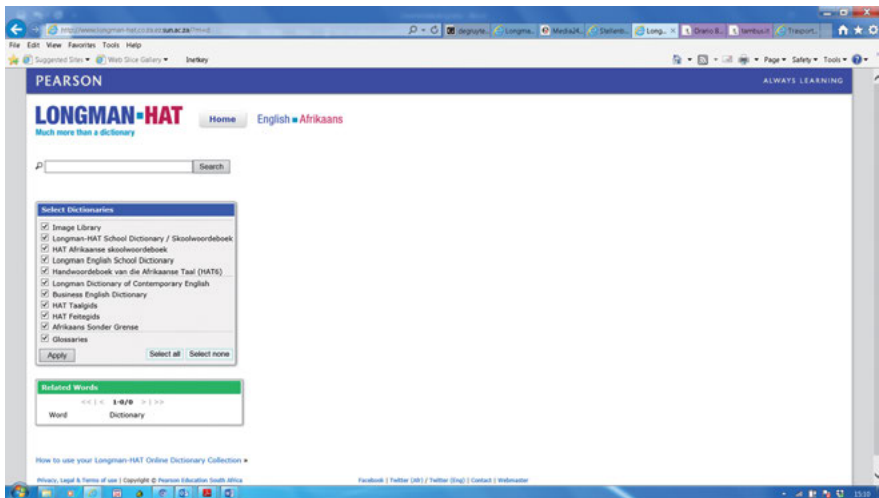 File Edit View Favorites Tools Help
Suggested Sites Web Slice Gallery Inetkey
Page Safety Tools
PEARSON
ALWAYS LEARNING
LONGMAN-HAT
Much more than a dictionary
Home
English Afrikaans
Search
Select Dictionaries
Image Library
Longman-HAT School Dictionary / Skoolwoordeboek
HAT Afrikaanse skoolwoordeboek
Longman English School Dictionary
Handwoordeboek van die Afrikaanse Taal (HAT6)
Longman Dictionary of Contemporary English
Business English Dictionary
HAT Taalgids
HAT Feitegids
Afrikaans Sonder Grense
Glossaries
Apply Select all Select none
Related Words
<< | < 1-0/0 > | >>
Word Dictionary
How to use your Longman-HAT Online Dictionary Collection »
Privacy, Legal & Terms of use | Copyright © Pearson Education South Africa
Facebook | Twitter (Afr) / Twitter (Eng) | Contact | Webmaster
15:10